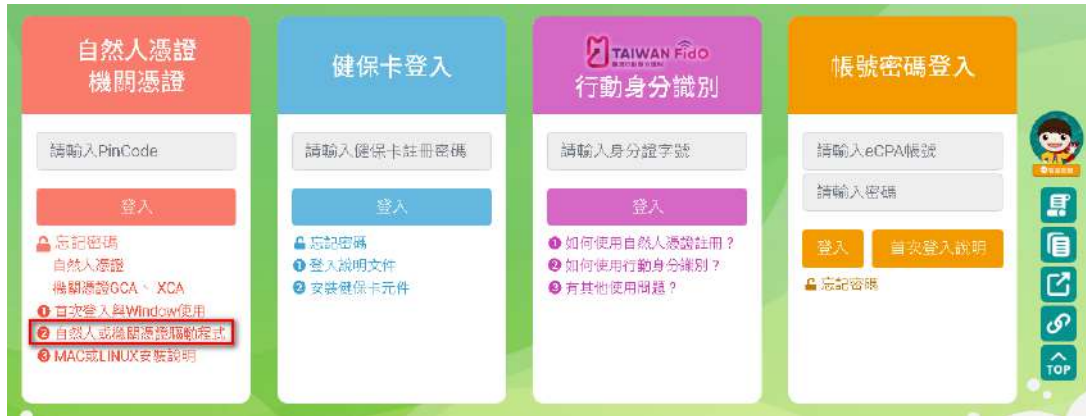 自然人憑證
機關憑證
請輸入PinCode
登入
忘記密碼
自然人憑證
機關憑證GCA、XCA
❶ 首次登入與Window使用
❷ 自然人或機關憑證驅動程式
❸ MAC或LINUX安裝說明
健保卡登入
請輸入健保卡註冊密碼
登入
忘記密碼
❶ 登入說明文件
❷ 安裝健保卡元件
TAIWAN FidO
行動身分識別
請輸入身分證字號
登入
❶ 如何使用自然人憑證註冊？
❷ 如何使用行動身分識別？
❸ 有其他使用問題？
帳號密碼登入
請輸入eCPA帳號
請輸入密碼
登入
首次登入說明
忘記密碼
TOP